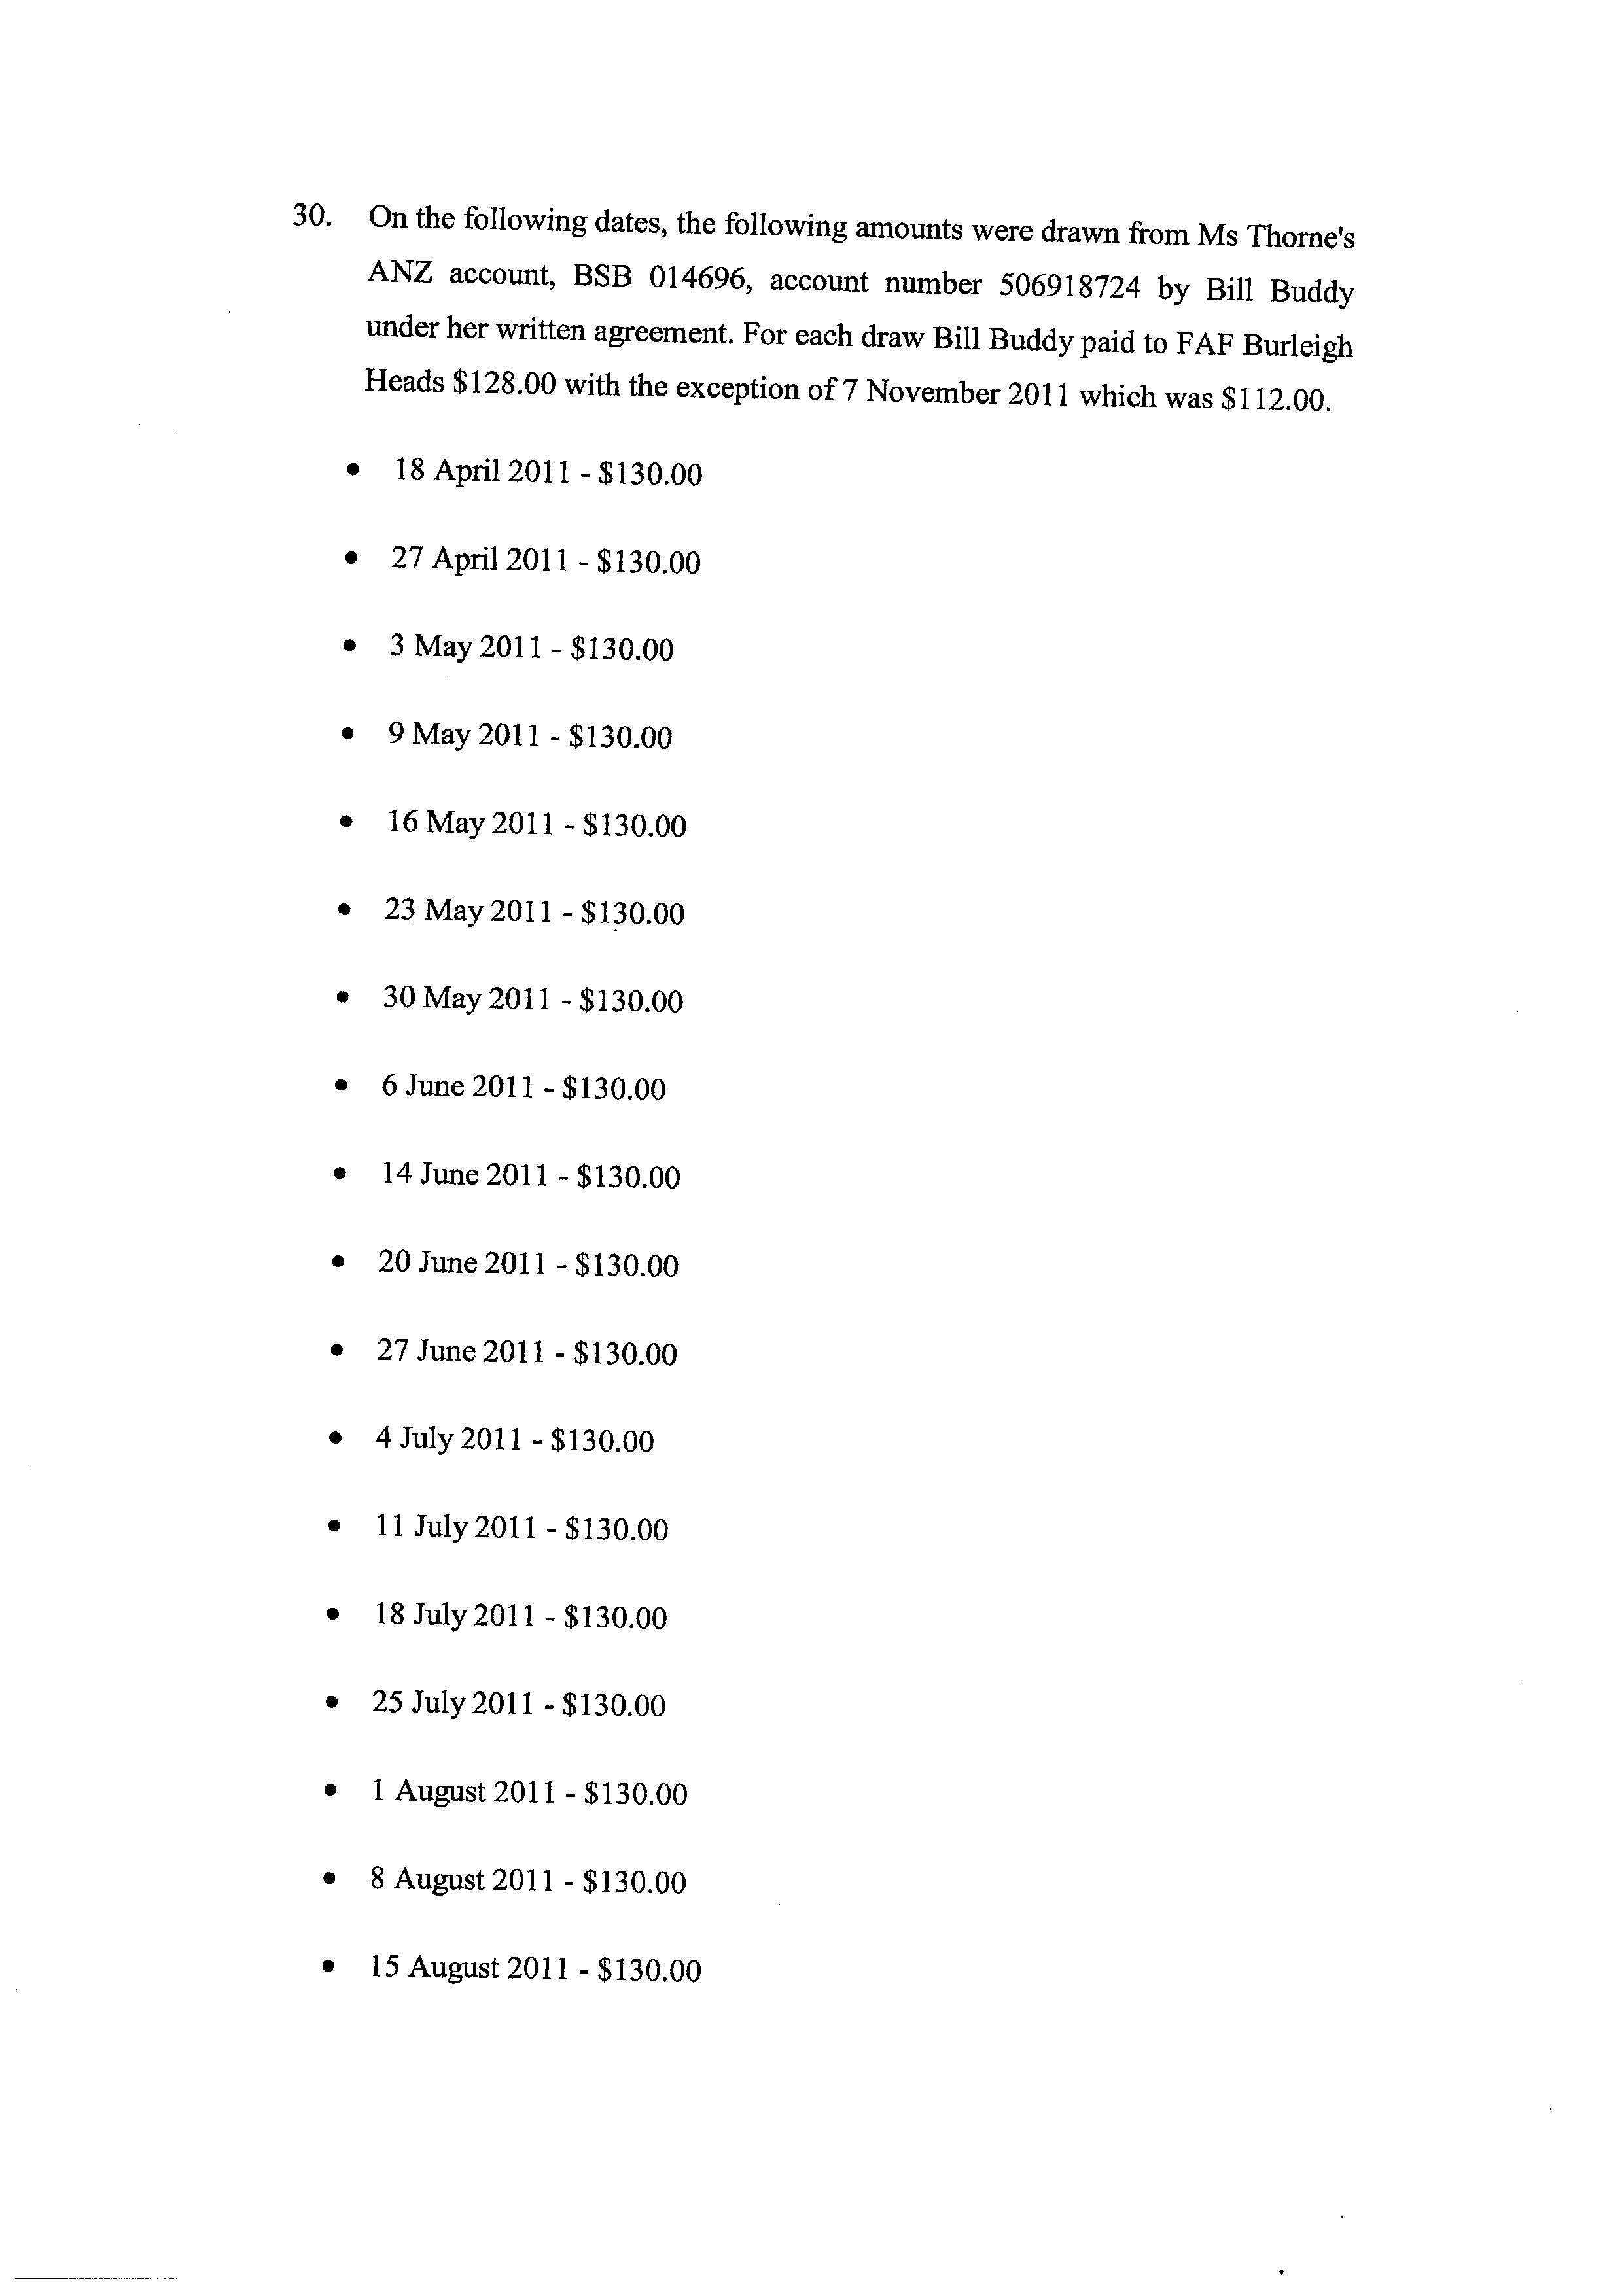 30. On the following dates, the following amounts were drawn from Ms Thorne's
ANZ account, BSB 014696, account number 506918724 by Bill Buddy
under her written agreement. For each draw Bill Buddy paid to FAF Burleigh
Heads $128.00 with the exception of 7 November 2011 which was $112.00.
• 18 April 2011 - $130.00
• 27 April 2011 - $130.00
• 3 May 2011 - $130.00
• 9 May 2011 - $130.00
• 16 May 2011 - $130.00
• 23 May 2011 - $130.00
• 30 May 2011 - $130.00
• 6 June 2011 - $130.00
• 14 June 2011 - $130.00
• 20 June 2011 - $130.00
• 27 June 2011 - $130.00
• 4 July 2011 - $130.00
• 11 July 2011 - $130.00
• 18 July 2011 - $130.00
• 25 July 2011 - $130.00
• 1 August 2011 - $130.00
• 8 August 2011 - $130.00
• 15 August 2011 - $130.00